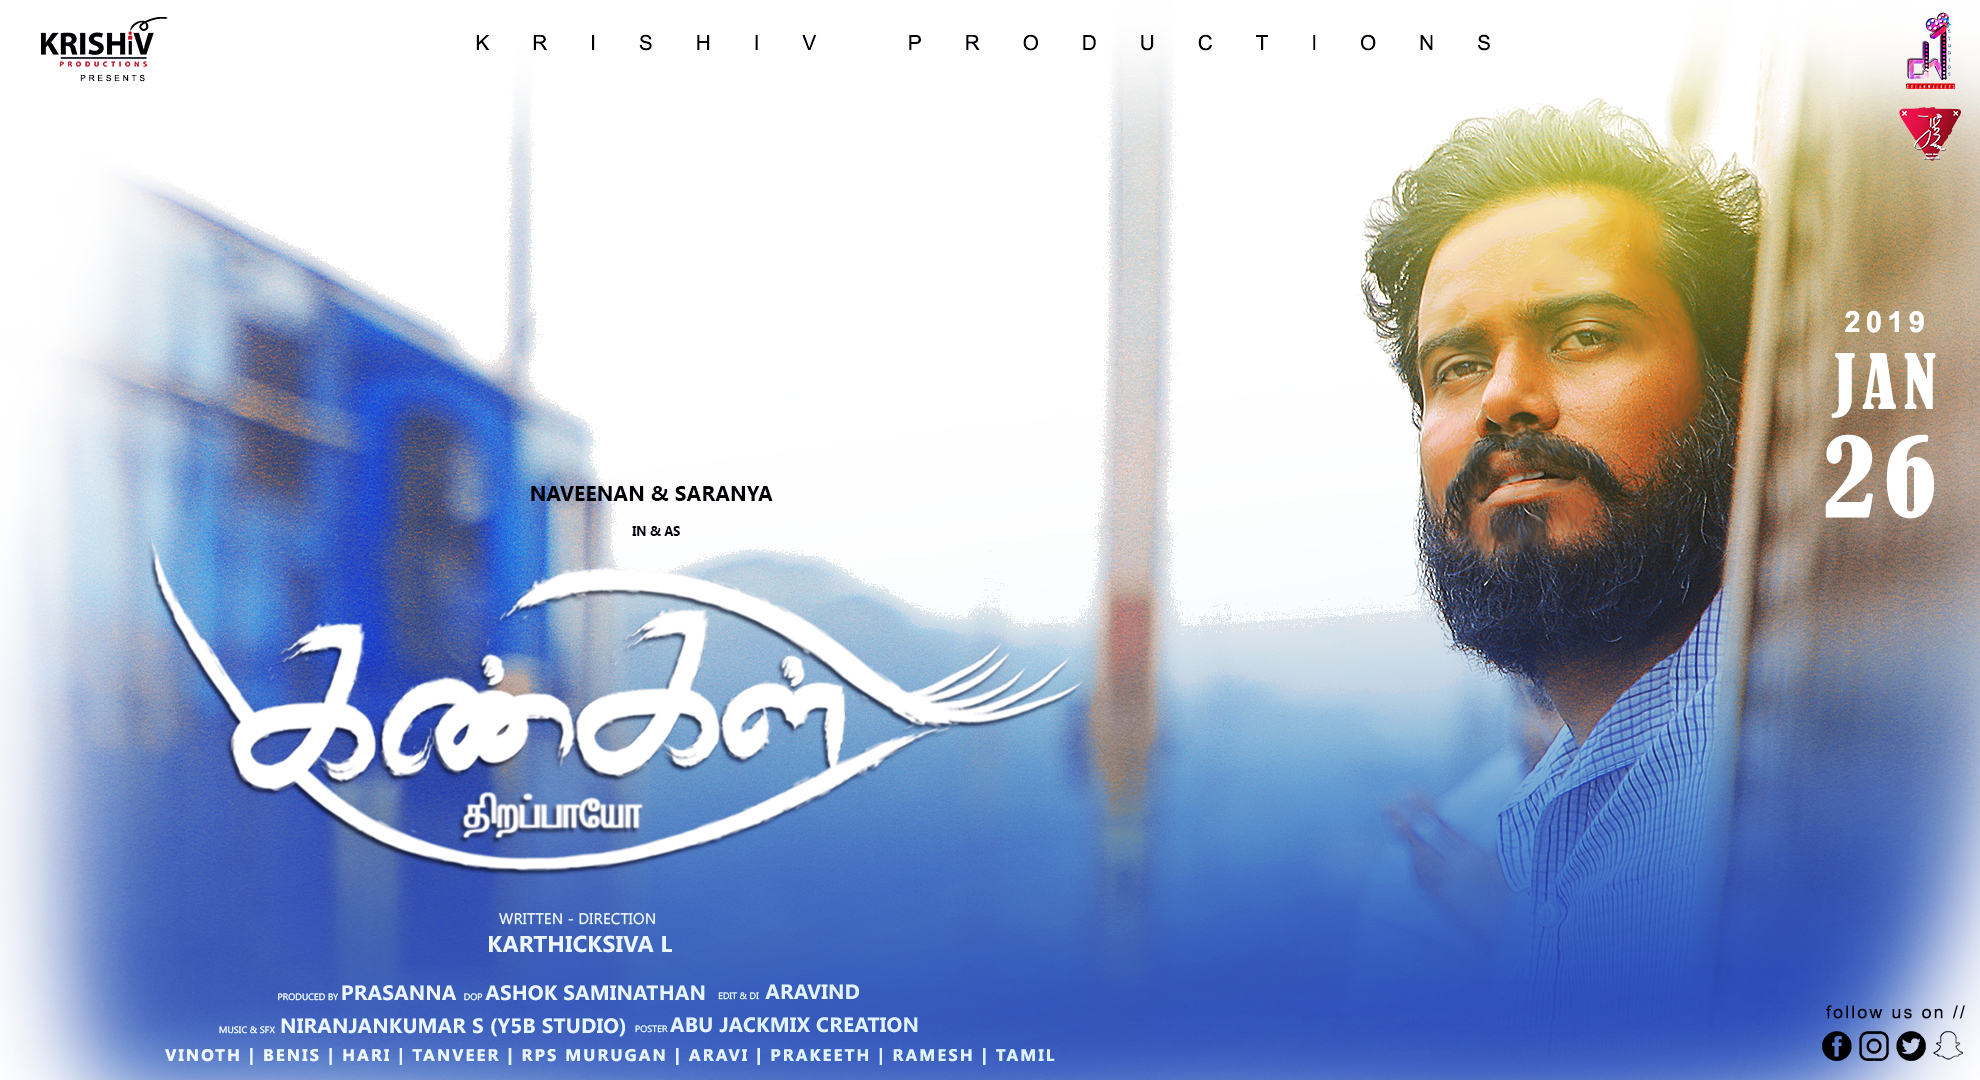 KRISHiV
PRODUCTIONS
PRESENTS
KRISHIV PRODUCTIONS
2019
JAN
26
NAVEENAN & SARANYA
IN & AS
கண்கள்
திறப்பாயோ
WRITTEN - DIRECTION
KARTHICKSIVA L
PRODUCED BY PRASANNA DOP ASHOK SAMINATHAN EDIT & DI ARAVIND
MUSIC & SFX NIRANJANKUMAR S (Y5B STUDIO) POSTER ABU JACKMIX CREATION
VINOTH | BENIS | HARI | TANVEER | RPS MURUGAN | ARAVI | PRAKEETH | RAMESH | TAMIL
follow us on //